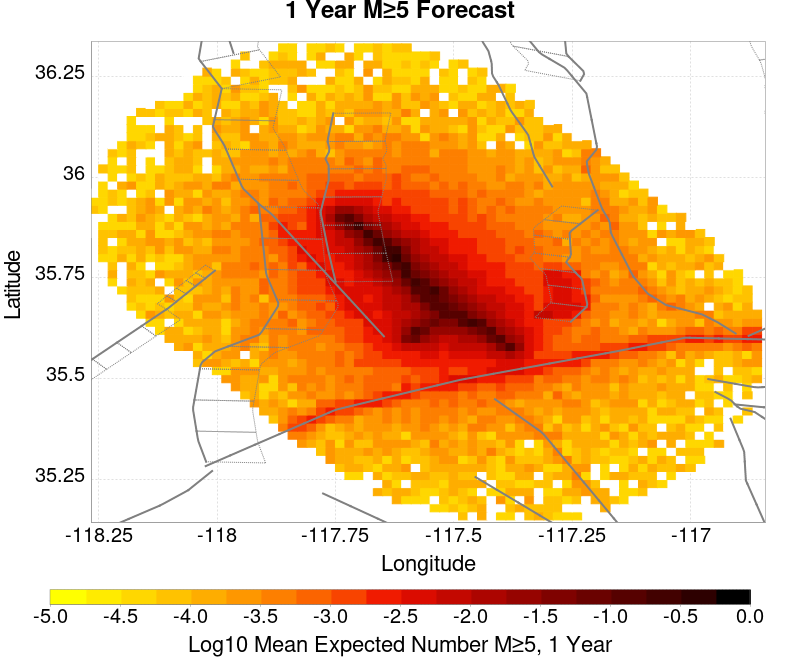 1 Year M≥5 Forecast
36.25
36
35.75
35.5
35.25
Latitude
-118.25 -118 -117.75 -117.5 -117.25 -117
Longitude
-5.0 -4.5 -4.0 -3.5 -3.0 -2.5 -2.0 -1.5 -1.0 -0.5 0.0
Log10 Mean Expected Number M≥5, 1 Year